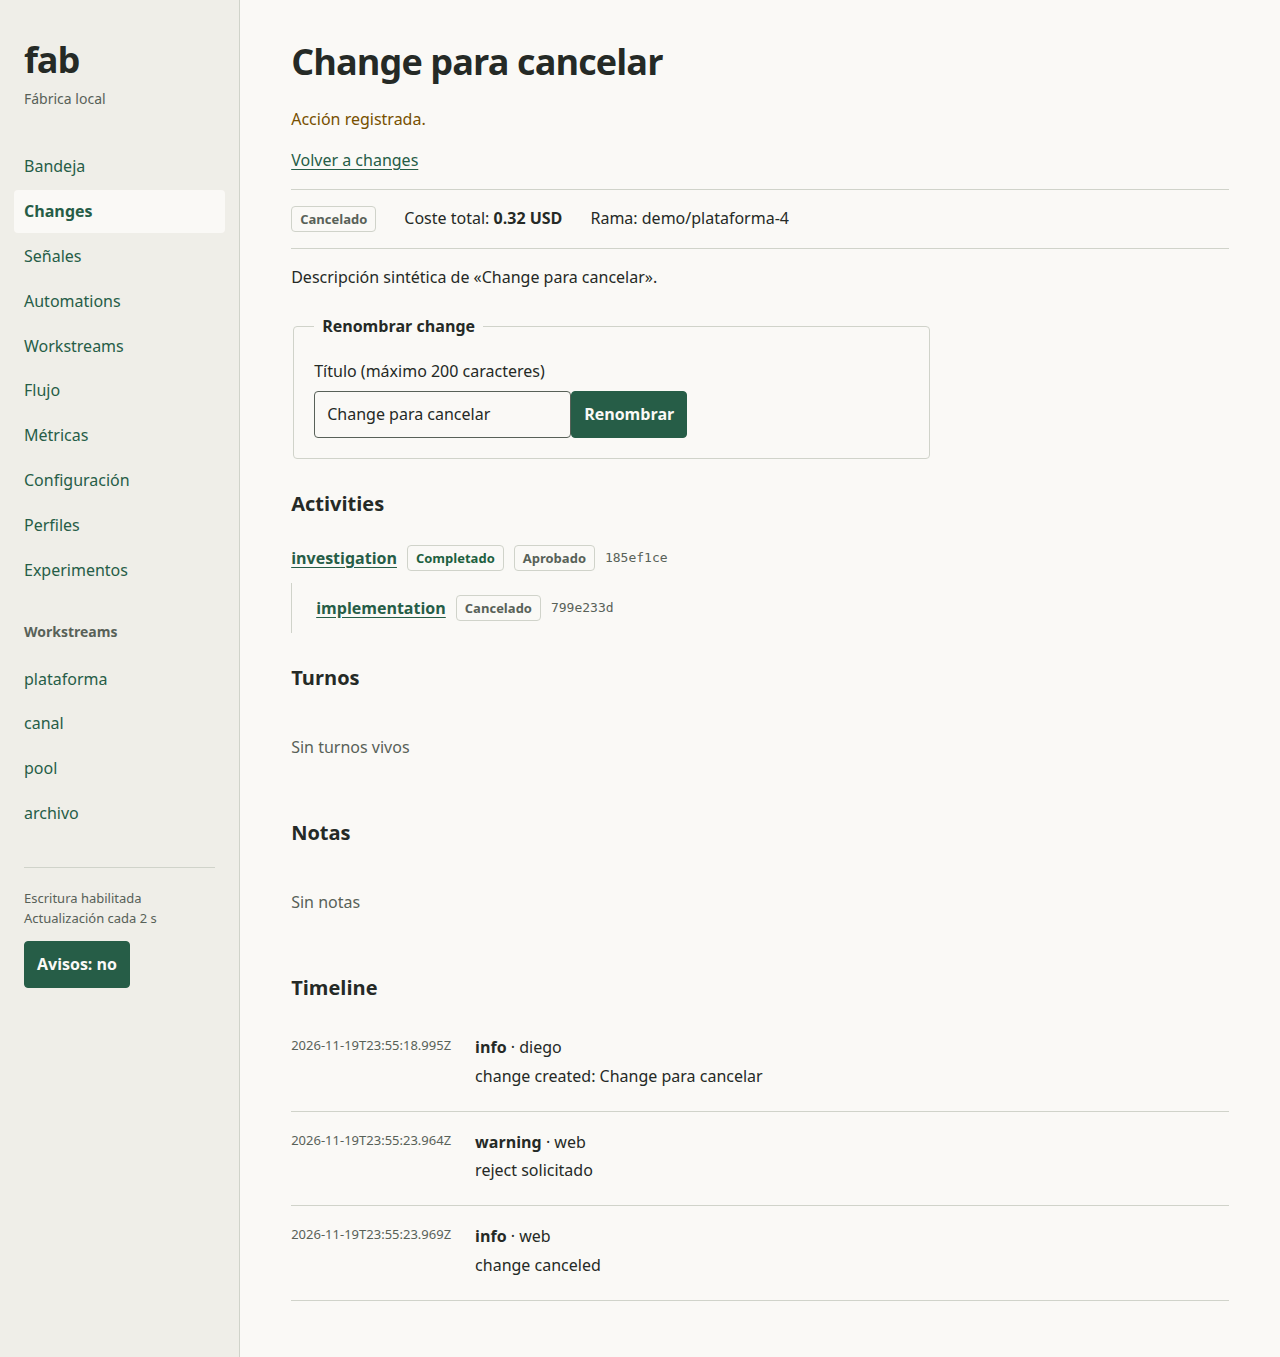 fab
Fábrica local
Bandeja
Changes
Señales
Automations
Workstreams
Flujo
Métricas
Configuración
Perfiles
Experimentos
Workstreams
plataforma
canal
pool
archivo
Escritura habilitada
Actualización cada 2 s
Avisos: no
Change para cancelar
Acción registrada.
Volver a changes
Cancelado Coste total: 0.32 USD Rama: demo/plataforma-4
Descripción sintética de «Change para cancelar».
Renombrar change
Título (máximo 200 caracteres)
Change para cancelar Renombrar
Activities
investigation Completado Aprobado 185ef1ce
implementation Cancelado 799e233d
Turnos
Sin turnos vivos
Notas
Sin notas
Timeline
2026-11-19T23:55:18.995Z info · diego
change created: Change para cancelar
2026-11-19T23:55:23.964Z warning · web
reject solicitado
2026-11-19T23:55:23.969Z info · web
change canceled